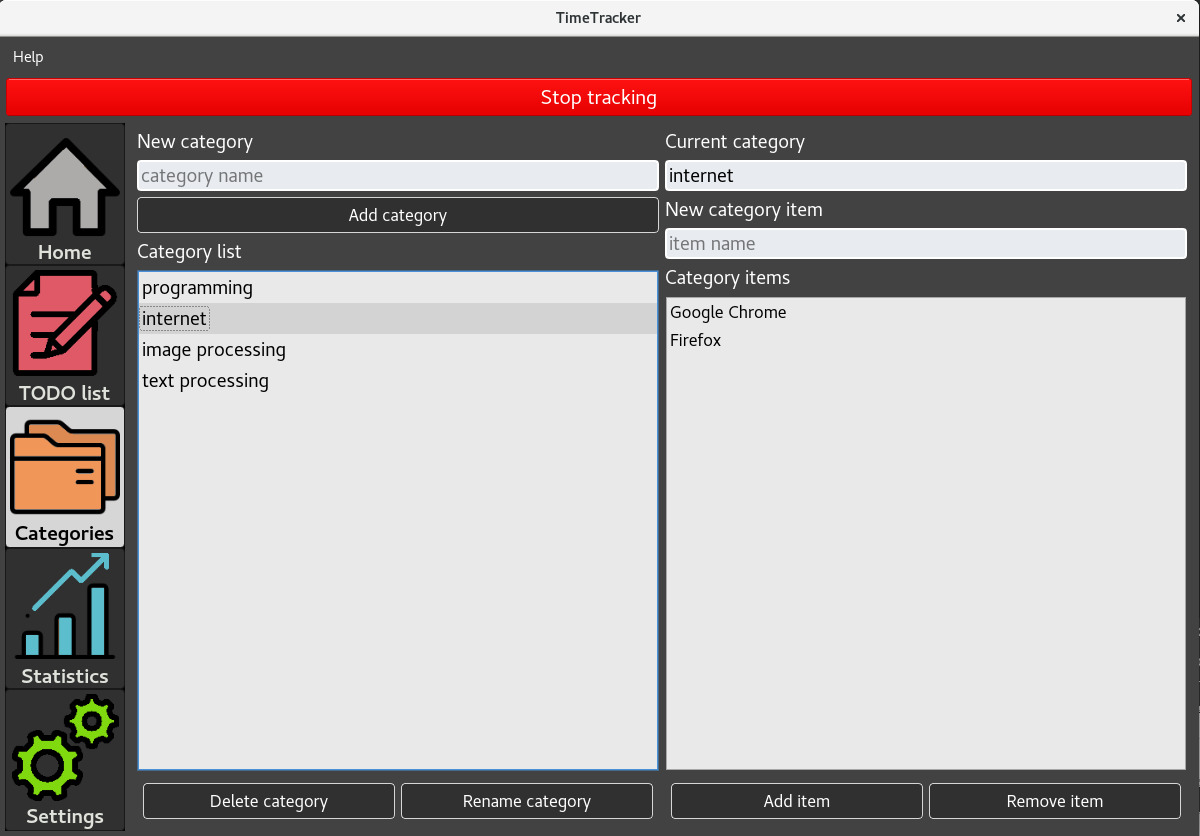 TimeTracker
Help
Stop tracking
Home
TODO list
Categories
Statistics
Settings
New category
category name
Add category
Category list
programming
internet
image processing
text processing
Delete category
Rename category
Current category
internet
New category item
item name
Category items
Google Chrome
Firefox
Add item
Remove item